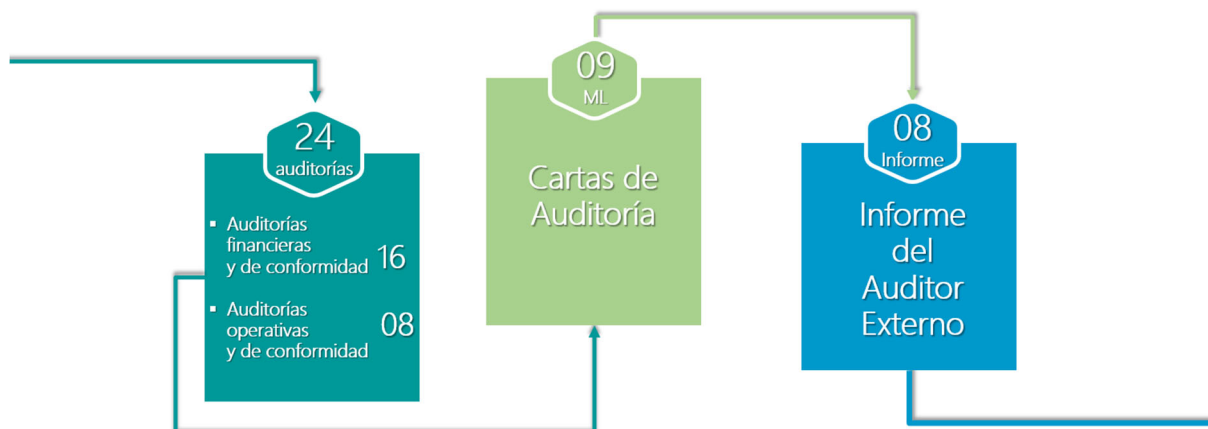 24
auditorías
▪ Auditorías
financieras
y de conformidad 16
▪ Auditorías
operativas 08
y de conformidad
09
ML
Cartas de
Auditoría
08
Informe
Informe
del
Auditor
Externo